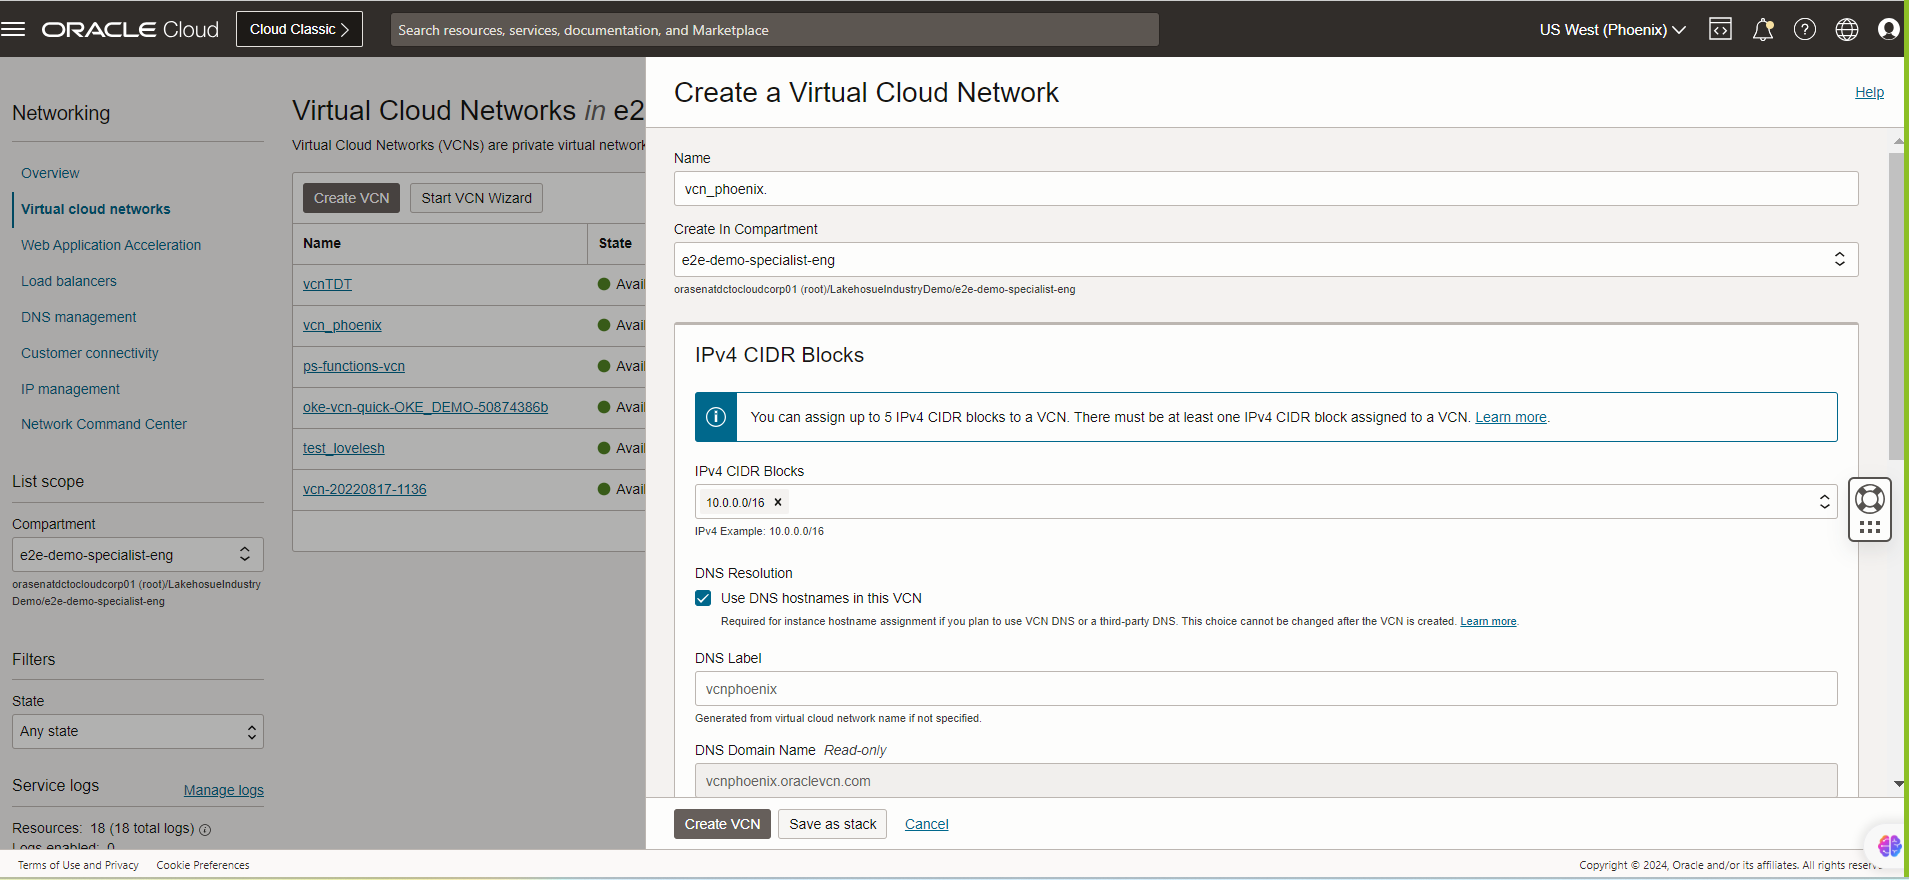 ORACLE Cloud
Cloud Classic
Search resources, services, documentation, and Marketplace
US West (Phoenix)
Networking
Overview
Virtual cloud networks
Web Application Acceleration
Load balancers
DNS management
Customer connectivity
IP management
Network Command Center
List scope
Compartment
e2e-demo-specialist-eng
orasenatdctocloudcorp01 (root)/LakehosueIndustry
Demo/e2e-demo-specialist-eng
Filters
State
Any state
Service logs
Manage logs
Resources: 18 (18 total logs)
Logs enabled: 0
Virtual Cloud Networks in e2
Virtual Cloud Networks (VCNs) are private virtual network
Create VCN
Start VCN Wizard
Name State
vcnTDT Avail
vcn_phoenix Avail
ps-functions-vcn Avail
oke-vcn-quick-OKE_DEMO-50874386b Avail
test_lovelesh Avail
vcn-20220817-1136 Avail
Create a Virtual Cloud Network
Help
Name
vcn_phoenix.
Create In Compartment
e2e-demo-specialist-eng
orasenatdctocloudcorp01 (root)/LakehosueIndustryDemo/e2e-demo-specialist-eng
IPv4 CIDR Blocks
You can assign up to 5 IPv4 CIDR blocks to a VCN. There must be at least one IPv4 CIDR block assigned to a VCN. Learn more.
IPv4 CIDR Blocks
10.0.0.0/16 ×
IPv4 Example: 10.0.0.0/16
DNS Resolution
Use DNS hostnames in this VCN
Required for instance hostname assignment if you plan to use VCN DNS or a third-party DNS. This choice cannot be changed after the VCN is created. Learn more.
DNS Label
vcnphoenix
Generated from virtual cloud network name if not specified.
DNS Domain Name Read-only
vcnphoenix.oraclevcn.com
Create VCN
Save as stack
Cancel
Terms of Use and Privacy
Cookie Preferences
Copyright © 2024, Oracle and/or its affiliates. All rights reserv